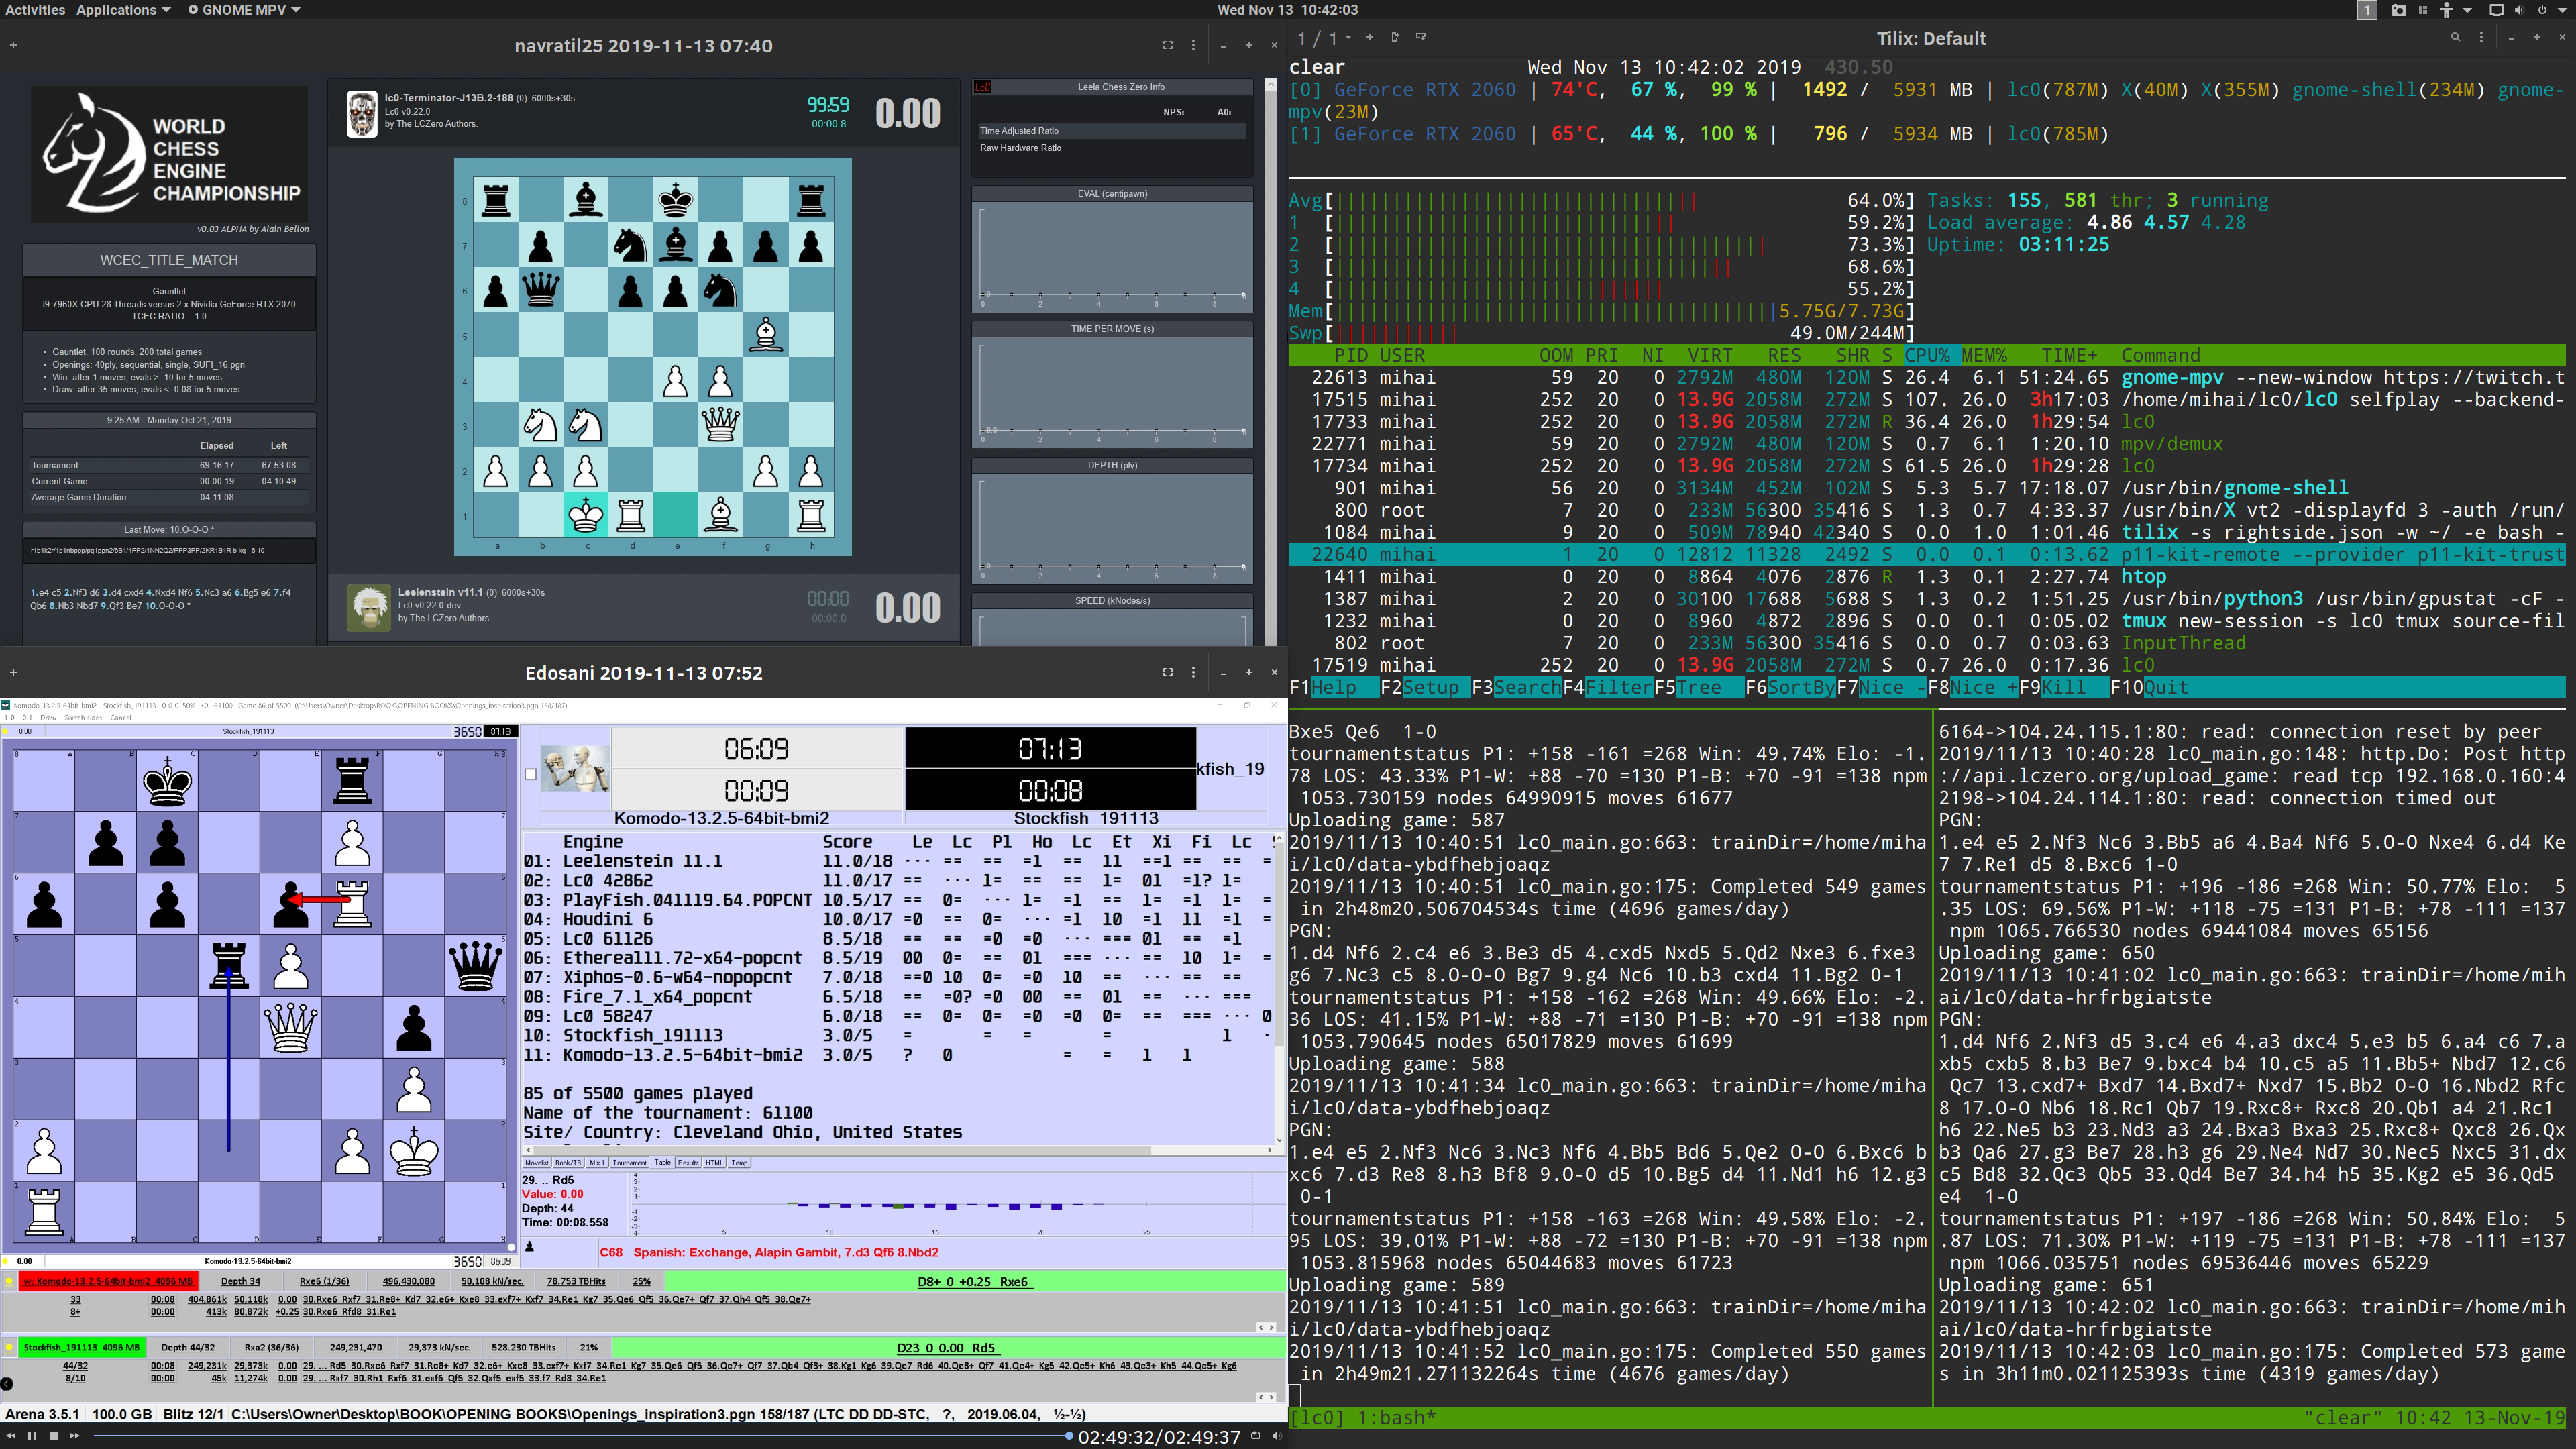 Activities Applications GNOME MPV Wed Nov 13 10:42:03 1
navratil25 2019-11-13 07:40
WORLD
CHESS
ENGINE
CHAMPIONSHIP
v0.03 ALPHA by Alain Bellon
WCEC_TITLE_MATCH
Gauntlet
i9-7960X CPU 28 Threads versus 2 x Nvidia GeForce RTX 2070
TCEC RATIO = 1.0
Gauntlet, 100 rounds, 200 total games
Openings: 40ply, sequential, single, SUFI_16.pgn
Win: after 1 moves, evals >=10 for 5 moves
Draw: after 35 moves, evals <=0.08 for 5 moves
9:25 AM - Monday Oct 21, 2019
Elapsed Left
Tournament 69:16:17 67:53:08
Current Game 00:00:19 04:10:49
Average Game Duration 04:11:08
Last Move: 10.O-O-O *
r1b1k2r/1p1nbppp/pq1ppn2/6B1/4PP2/1NN2Q2/PPP3PP/2KR1B1R b kq - 6 10
1.e4 c5 2.Nf3 d6 3.d4 cxd4 4.Nxd4 Nf6 5.Nc3 a6 6.Bg5 e6 7.f4
Qb6 8.Nb3 Nbd7 9.Qf3 Be7 10.O-O-O *
lc0-Terminator-J13B.2-188 (0) 6000s+30s
Lc0 v0.22.0
by The LCZero Authors.
99:59
00:00.8
0.00
8
7
6
5
4
3
2
1
a b c d e f g h
Leelenstein v11.1 (0) 6000s+30s
Lc0 v0.22.0-dev
by The LCZero Authors.
00:00
00:00.0
0.00
Lc0 Leela Chess Zero Info
NPSr A0r
Time Adjusted Ratio
Raw Hardware Ratio
EVAL (centipawn)
0 2 4 6 8
TIME PER MOVE (s)
0 2 4 6 8
DEPTH (ply)
0 2 4 6 8
SPEED (kNodes/s)
Edosani 2019-11-13 07:52
Komodo-13.2.5-64bit-bmi2 - Stockfish_191113 0-0-0 50% ±0 61100: Game 86 of 5500 (C:\Users\Owner\Desktop\BOOK\OPENING BOOKS\Openings_inspiration3.pgn 158/187)
1-0 0-1 Draw Switch sides Cancel
0.00 Stockfish_191113 3650 07:13
0.00 Komodo-13.2.5-64bit-bmi2 3650 06:09
06:09 07:13
kfish_19
00:09 00:08
Komodo-13.2.5-64bit-bmi2 Stockfish 191113
Engine Score Le Lc Pl Ho Lc Et Xi Fi Lc
01: Leelenstein 11.1 11.0/18 --- == == =1 == 11 ==1 == == =
02: Lc0 42862 11.0/17 == --- 1= == == 1= 01 =1? 1=
03: PlayFish.041119.64.POPCNT 10.5/17 == 0= --- 1= =1 == 1= =1 1= =
04: Houdini 6 10.0/17 =0 == 0= --- =1 10 =1 11 =1 =
05: Lc0 61126 8.5/18 == == =0 =0 --- === 01 == =1
06: Ethereal11.72-x64-popcnt 8.5/19 00 0= == 01 === --- == 10 1= =
07: Xiphos-0.6-w64-nopopcnt 7.0/18 ==0 10 0= =0 10 == --- == ==
08: Fire_7.1_x64_popcnt 6.5/18 == =0? =0 00 == 01 == --- ===
09: Lc0 58247 6.0/18 == 0= 0= =0 =0 0= == === --- 0
10: Stockfish_191113 3.0/5 = = = = 1 -
11: Komodo-13.2.5-64bit-bmi2 3.0/5 ? 0 = = 1 1
85 of 5500 games played
Name of the tournament: 61100
Site/ Country: Cleveland Ohio, United States
Movelist Book/TB Mix 1 Tournament Table Results HTML Temp
29. .. Rd5
Value: 0.00
Depth: 44
Time: 00:08.558
5 10 15 20 25
C68 Spanish: Exchange, Alapin Gambit, 7.d3 Qf6 8.Nbd2
w: Komodo-13.2.5-64bit-bmi2 4096 MB Depth 34 Rxe6 (1/36) 496,430,080 50,108 kN/sec. 78.753 TBHits 25% D8+ 0 +0.25 Rxe6
33 00:08 404,861k 50,118k 0.00 30.Rxe6 Rxf7 31.Re8+ Kd7 32.e6+ Kxe8 33.exf7+ Kxf7 34.Re1 Kg7 35.Qe6 Qf5 36.Qe7+ Qf7 37.Qh4 Qf5 38.Qe7+
8+ 00:00 413k 80,872k +0.25 30.Rxe6 Rfd8 31.Re1
Stockfish_191113 4096 MB Depth 44/32 Rxa2 (36/36) 249,231,470 29,373 kN/sec. 528.230 TBHits 21% D23 0 0.00 Rd5
44/32 00:08 249,231k 29,373k 0.00 29. ... Rd5 30.Rxe6 Rxf7 31.Re8+ Kd7 32.e6+ Kxe8 33.exf7+ Kxf7 34.Re1 Kg7 35.Qe6 Qf5 36.Qe7+ Qf7 37.Qb4 Qf3+ 38.Kg1 Kg6 39.Qe7 Rd6 40.Qe8+ Qf7 41.Qe4+ Kg5 42.Qe5+ Kh6 43.Qe3+ Kh5 44.Qe5+ Kg6
8/10 00:00 45k 11,274k 0.00 29. ... Rxf7 30.Rh1 Rxf6 31.exf6 Qf5 32.Qxf5 exf5 33.f7 Rd8 34.Re1
Arena 3.5.1 100.0 GB Blitz 12/1 C:\Users\Owner\Desktop\BOOK\OPENING BOOKS\Openings_inspiration3.pgn 158/187 (LTC DD DD-STC, ?, 2019.06.04, ½-½)
02:49:32/02:49:37
1 / 1 Tilix: Default
clear Wed Nov 13 10:42:02 2019 430.50
[0] GeForce RTX 2060 | 74'C, 67 %, 99 % | 1492 / 5931 MB | lc0(787M) X(40M) X(355M) gnome-shell(234M) gnome-
mpv(23M)
[1] GeForce RTX 2060 | 65'C, 44 %, 100 % | 796 / 5934 MB | lc0(785M)
Avg[ 64.0%] Tasks: 155, 581 thr; 3 running
1 [ 59.2%] Load average: 4.86 4.57 4.28
2 [ 73.3%] Uptime: 03:11:25
3 [ 68.6%]
4 [ 55.2%]
Mem[ 5.75G/7.73G]
Swp[ 49.0M/244M]
PID USER OOM PRI NI VIRT RES SHR S CPU% MEM% TIME+ Command
22613 mihai 59 20 0 2792M 480M 120M S 26.4 6.1 51:24.65 gnome-mpv --new-window https://twitch.t
17515 mihai 252 20 0 13.9G 2058M 272M S 107. 26.0 3h17:03 /home/mihai/lc0/lc0 selfplay --backend-
17733 mihai 252 20 0 13.9G 2058M 272M R 36.4 26.0 1h29:54 lc0
22771 mihai 59 20 0 2792M 480M 120M S 0.7 6.1 1:20.10 mpv/demux
17734 mihai 252 20 0 13.9G 2058M 272M S 61.5 26.0 1h29:28 lc0
901 mihai 56 20 0 3134M 452M 102M S 5.3 5.7 17:18.07 /usr/bin/gnome-shell
800 root 7 20 0 233M 56300 35416 S 1.3 0.7 4:33.37 /usr/bin/X vt2 -displayfd 3 -auth /run/
1084 mihai 9 20 0 509M 78940 42340 S 0.0 1.0 1:01.46 tilix -s rightside.json -w ~/ -e bash -
22640 mihai 1 20 0 12812 11328 2492 S 0.0 0.1 0:13.62 p11-kit-remote --provider p11-kit-trust
1411 mihai 0 20 0 8864 4076 2876 R 1.3 0.1 2:27.74 htop
1387 mihai 2 20 0 30100 17688 5688 S 1.3 0.2 1:51.25 /usr/bin/python3 /usr/bin/gpustat -cF -
1232 mihai 0 20 0 8960 4872 2896 S 0.0 0.1 0:05.02 tmux new-session -s lc0 tmux source-fil
802 root 7 20 0 233M 56300 35416 S 0.0 0.7 0:03.63 InputThread
17519 mihai 252 20 0 13.9G 2058M 272M S 0.7 26.0 0:17.36 lc0
F1Help F2Setup F3SearchF4FilterF5Tree F6SortByF7Nice -F8Nice +F9Kill F10Quit
Bxe5 Qe6 1-0
tournamentstatus P1: +158 -161 =268 Win: 49.74% Elo: -1.
78 LOS: 43.33% P1-W: +88 -70 =130 P1-B: +70 -91 =138 npm
1053.730159 nodes 64990915 moves 61677
Uploading game: 587
2019/11/13 10:40:51 lc0_main.go:663: trainDir=/home/miha
i/lc0/data-ybdfhebjoaqz
2019/11/13 10:40:51 lc0_main.go:175: Completed 549 games
in 2h48m20.506704534s time (4696 games/day)
PGN:
1.d4 Nf6 2.c4 e6 3.Be3 d5 4.cxd5 Nxd5 5.Qd2 Nxe3 6.fxe3
g6 7.Nc3 c5 8.O-O-O Bg7 9.g4 Nc6 10.b3 cxd4 11.Bg2 0-1
tournamentstatus P1: +158 -162 =268 Win: 49.66% Elo: -2.
36 LOS: 41.15% P1-W: +88 -71 =130 P1-B: +70 -91 =138 npm
1053.790645 nodes 65017829 moves 61699
Uploading game: 588
2019/11/13 10:41:34 lc0_main.go:663: trainDir=/home/miha
i/lc0/data-ybdfhebjoaqz
PGN:
1.e4 e5 2.Nf3 Nc6 3.Nc3 Nf6 4.Bb5 Bd6 5.Qe2 O-O 6.Bxc6 b
xc6 7.d3 Re8 8.h3 Bf8 9.O-O d5 10.Bg5 d4 11.Nd1 h6 12.g3
0-1
tournamentstatus P1: +158 -163 =268 Win: 49.58% Elo: -2.
95 LOS: 39.01% P1-W: +88 -72 =130 P1-B: +70 -91 =138 npm
1053.815968 nodes 65044683 moves 61723
Uploading game: 589
2019/11/13 10:41:51 lc0_main.go:663: trainDir=/home/miha
i/lc0/data-ybdfhebjoaqz
2019/11/13 10:41:52 lc0_main.go:175: Completed 550 games
in 2h49m21.271132264s time (4676 games/day)
6164->104.24.115.1:80: read: connection reset by peer
2019/11/13 10:40:28 lc0_main.go:148: http.Do: Post http
://api.lczero.org/upload_game: read tcp 192.168.0.160:4
2198->104.24.114.1:80: read: connection timed out
PGN:
1.e4 e5 2.Nf3 Nc6 3.Bb5 a6 4.Ba4 Nf6 5.O-O Nxe4 6.d4 Ke
7 7.Re1 d5 8.Bxc6 1-0
tournamentstatus P1: +196 -186 =268 Win: 50.77% Elo: 5
.35 LOS: 69.56% P1-W: +118 -75 =131 P1-B: +78 -111 =137
npm 1065.766530 nodes 69441084 moves 65156
Uploading game: 650
2019/11/13 10:41:02 lc0_main.go:663: trainDir=/home/mih
ai/lc0/data-hrfrbgiatste
PGN:
1.d4 Nf6 2.Nf3 d5 3.c4 e6 4.a3 dxc4 5.e3 b5 6.a4 c6 7.a
xb5 cxb5 8.b3 Be7 9.bxc4 b4 10.c5 a5 11.Bb5+ Nbd7 12.c6
Qc7 13.cxd7+ Bxd7 14.Bxd7+ Nxd7 15.Bb2 O-O 16.Nbd2 Rfc
8 17.O-O Nb6 18.Rc1 Qb7 19.Rxc8+ Rxc8 20.Qb1 a4 21.Rc1
h6 22.Ne5 b3 23.Nd3 a3 24.Bxa3 Bxa3 25.Rxc8+ Qxc8 26.Qx
b3 Qa6 27.g3 Be7 28.h3 g6 29.Ne4 Nd7 30.Nec5 Nxc5 31.dx
c5 Bd8 32.Qc3 Qb5 33.Qd4 Be7 34.h4 h5 35.Kg2 e5 36.Qd5
e4 1-0
tournamentstatus P1: +197 -186 =268 Win: 50.84% Elo: 5
.87 LOS: 71.30% P1-W: +119 -75 =131 P1-B: +78 -111 =137
npm 1066.035751 nodes 69536446 moves 65229
Uploading game: 651
2019/11/13 10:42:02 lc0_main.go:663: trainDir=/home/mih
ai/lc0/data-hrfrbgiatste
2019/11/13 10:42:03 lc0_main.go:175: Completed 573 game
s in 3h11m0.021125393s time (4319 games/day)
[lc0] 1:bash* "clear" 10:42 13-Nov-19